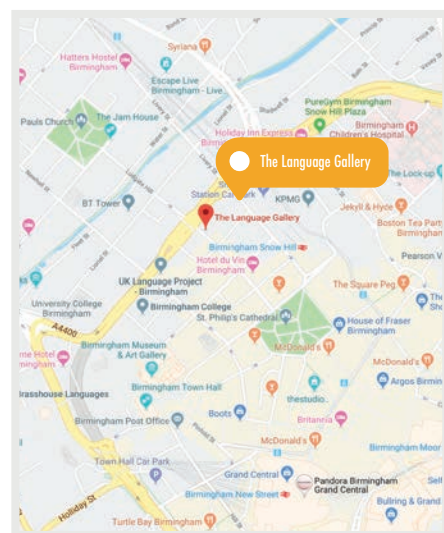 Syriana
Hatters Hostel
Birmingham
Escape Live
Birmingham - Live...
PureGym Birmingham
Snow Hill Plaza
Pauls Church
The Jam House
Holiday Inn Express
Birmingham
Children's Hospital
The Language Gallery
The Lock-up
Station Car Park
KPMG
BT Tower
Jekyll & Hyde
The Language Gallery
Boston Tea Part
Birmingham
Birmingham Snow Hill
Pearson V
Hotel du Vin
Birmingham
UK Language Project
- Birmingham
The Square Peg
University College
Birmingham
Birmingham College
St. Philip's Cathedral
House of Fraser
Birmingham
A4400
McDonald's
Birmingham Museum
& Art Gallery
McDonald's
Argos Birmin
Birmingham Town Hall
thestudio.
rasshouse Languages
Boots
Britannia
Birmingham Post Office
McDonald's
Birmingham Moor
Town Hall Car Park
Grand Central
Pandora Birmingham
Grand Central
Birmingham New Street
Bullring & Grand
Holliday St
Turtle Bay Birmingham